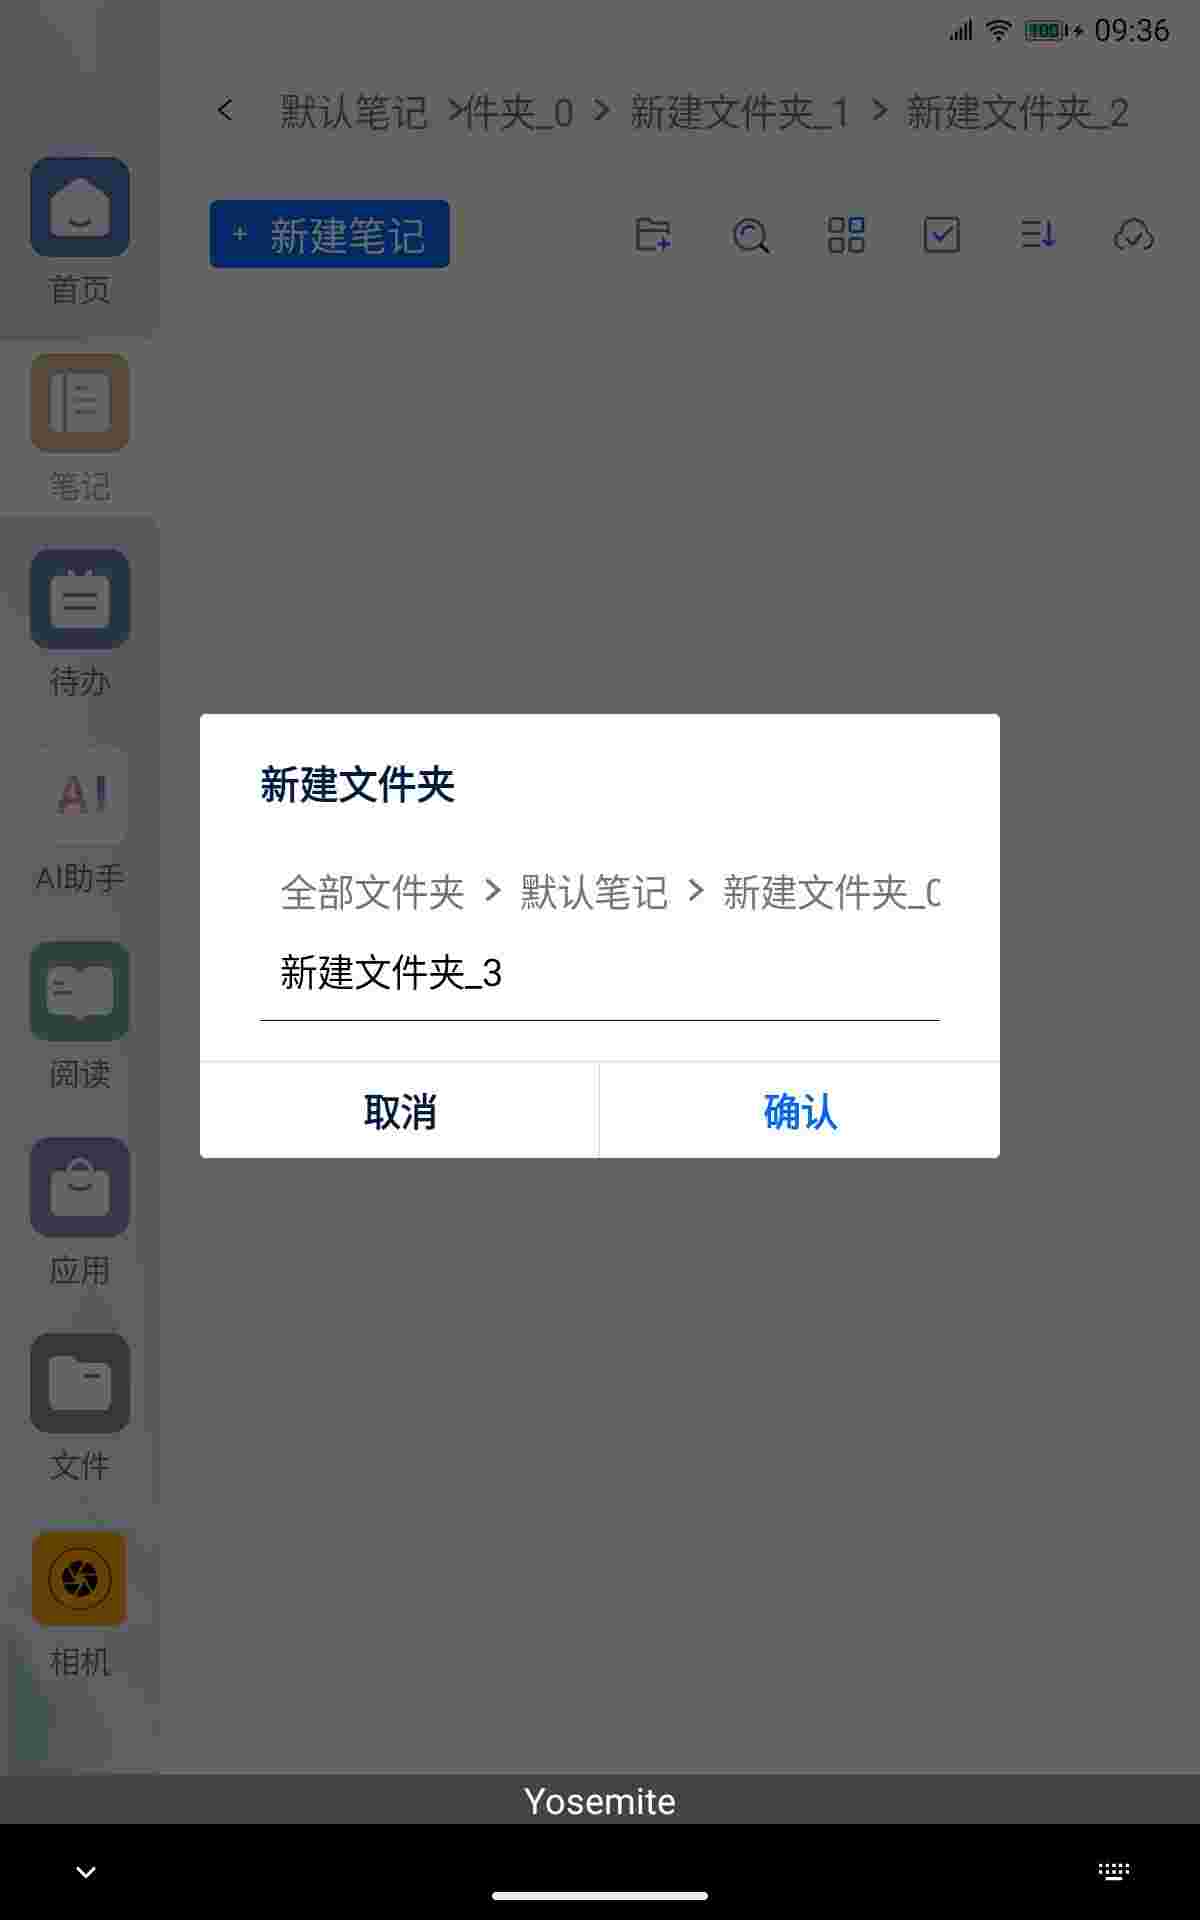 100 09:36
默认笔记 >件夹_0 > 新建文件夹_1 > 新建文件夹_2
+ 新建笔记
首页
笔记
待办
AI
AI助手
阅读
应用
文件
相机
新建文件夹
全部文件夹 > 默认笔记 > 新建文件夹_0
新建文件夹_3
取消 确认
Yosemite